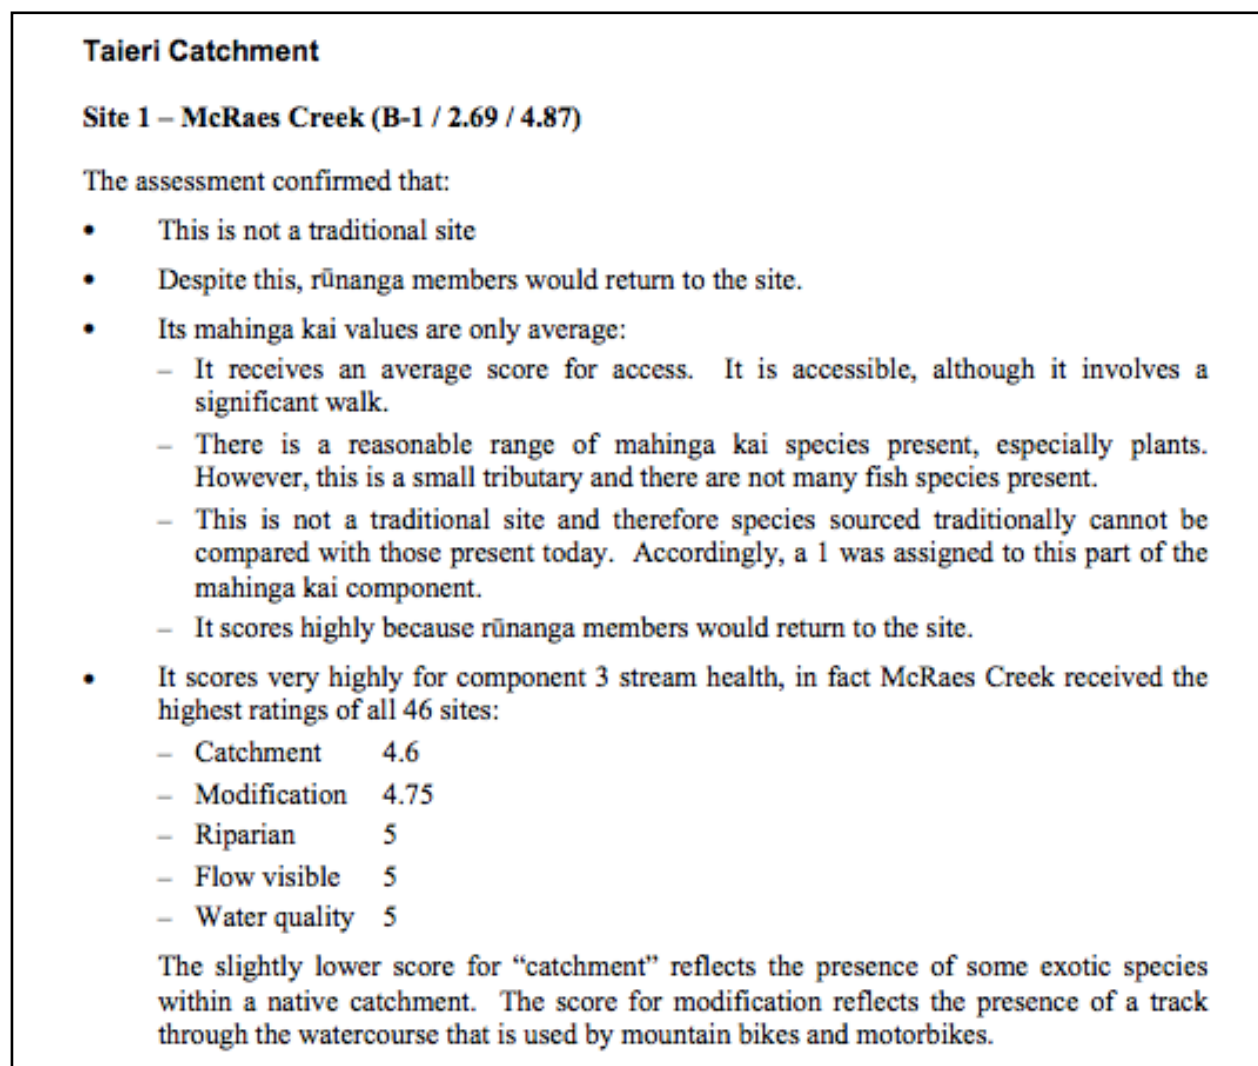 Taieri Catchment
Site 1 – McRaes Creek (B-1 / 2.69 / 4.87)
The assessment confirmed that:
• This is not a traditional site
• Despite this, rūnanga members would return to the site.
• Its mahinga kai values are only average:
– It receives an average score for access. It is accessible, although it involves a
significant walk.
– There is a reasonable range of mahinga kai species present, especially plants.
However, this is a small tributary and there are not many fish species present.
– This is not a traditional site and therefore species sourced traditionally cannot be
compared with those present today. Accordingly, a 1 was assigned to this part of the
mahinga kai component.
– It scores highly because rūnanga members would return to the site.
• It scores very highly for component 3 stream health, in fact McRaes Creek received the
highest ratings of all 46 sites:
– Catchment 4.6
– Modification 4.75
– Riparian 5
– Flow visible 5
– Water quality 5
The slightly lower score for “catchment” reflects the presence of some exotic species
within a native catchment. The score for modification reflects the presence of a track
through the watercourse that is used by mountain bikes and motorbikes.